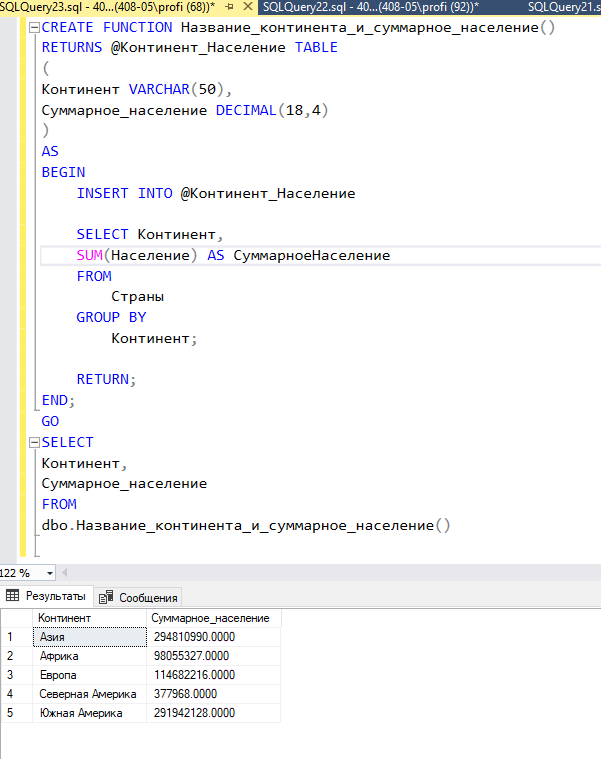 SQLQuery23.sql - 40...(408-05\profi (68))* SQLQuery22.sql - 40...(408-05\profi (92))* SQLQuery21.s
CREATE FUNCTION Название_континента_и_суммарное_население()
RETURNS @Континент_Население TABLE
(
Континент VARCHAR(50),
Суммарное_население DECIMAL(18,4)
)
AS
BEGIN
INSERT INTO @Континент_Население
SELECT Континент,
SUM(Население) AS СуммарноеНаселение
FROM
Страны
GROUP BY
Континент;
RETURN;
END;
GO
SELECT
Континент,
Суммарное_население
FROM
dbo.Название_континента_и_суммарное_население()
122 %
Результаты Сообщения
Континент Суммарное_население
1 Азия 294810990.0000
2 Африка 98055327.0000
3 Европа 114682216.0000
4 Северная Америка 377968.0000
5 Южная Америка 291942128.0000